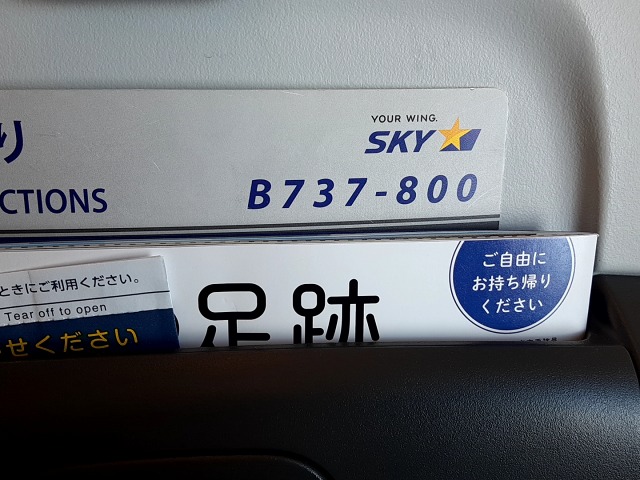 YOUR WING.
SKY
り
CTIONS
B737-800
ご自由に
お持ち帰り
ください
ときにご利用ください。
Tear off to open
せください
足跡